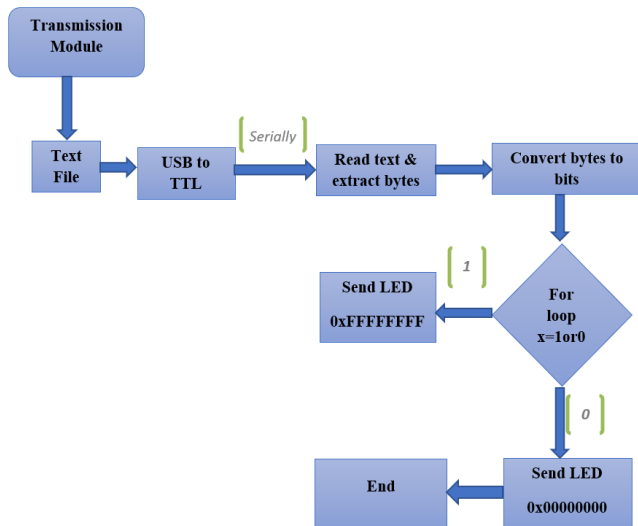 Transmission
Module
Text
File
USB to
TTL
Serially
Read text &
extract bytes
Convert bytes to
bits
For
loop
x=1or0
1
Send LED
0xFFFFFFFF
0
Send LED
0x00000000
End